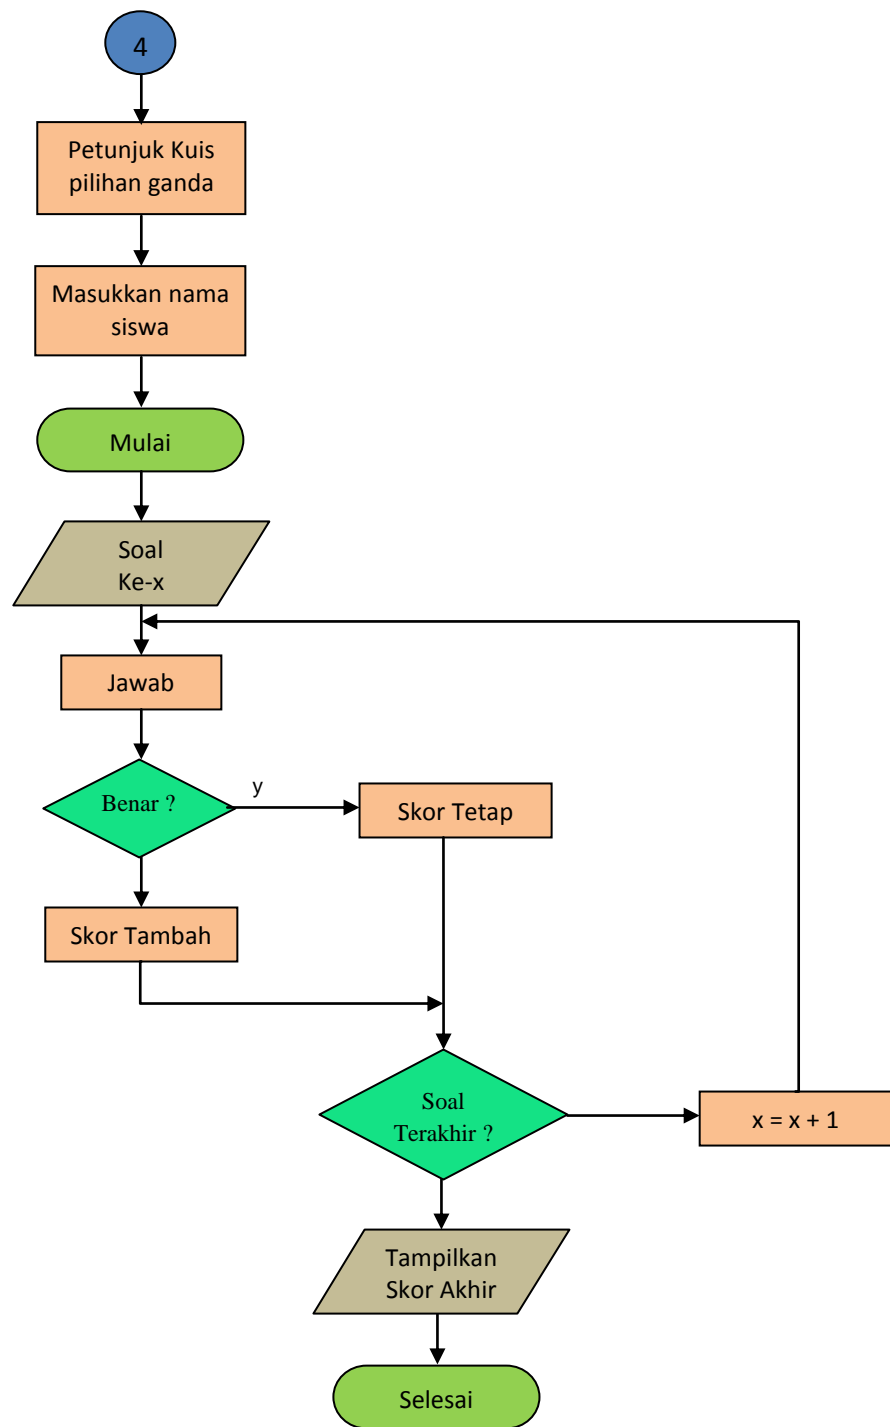 4
Petunjuk Kuis
pilihan ganda
Masukkan nama
siswa
Mulai
Soal
Ke-x
Jawab
Benar ?
y
Skor Tetap
Skor Tambah
Soal
Terakhir ?
x = x + 1
Tampilkan
Skor Akhir
Selesai